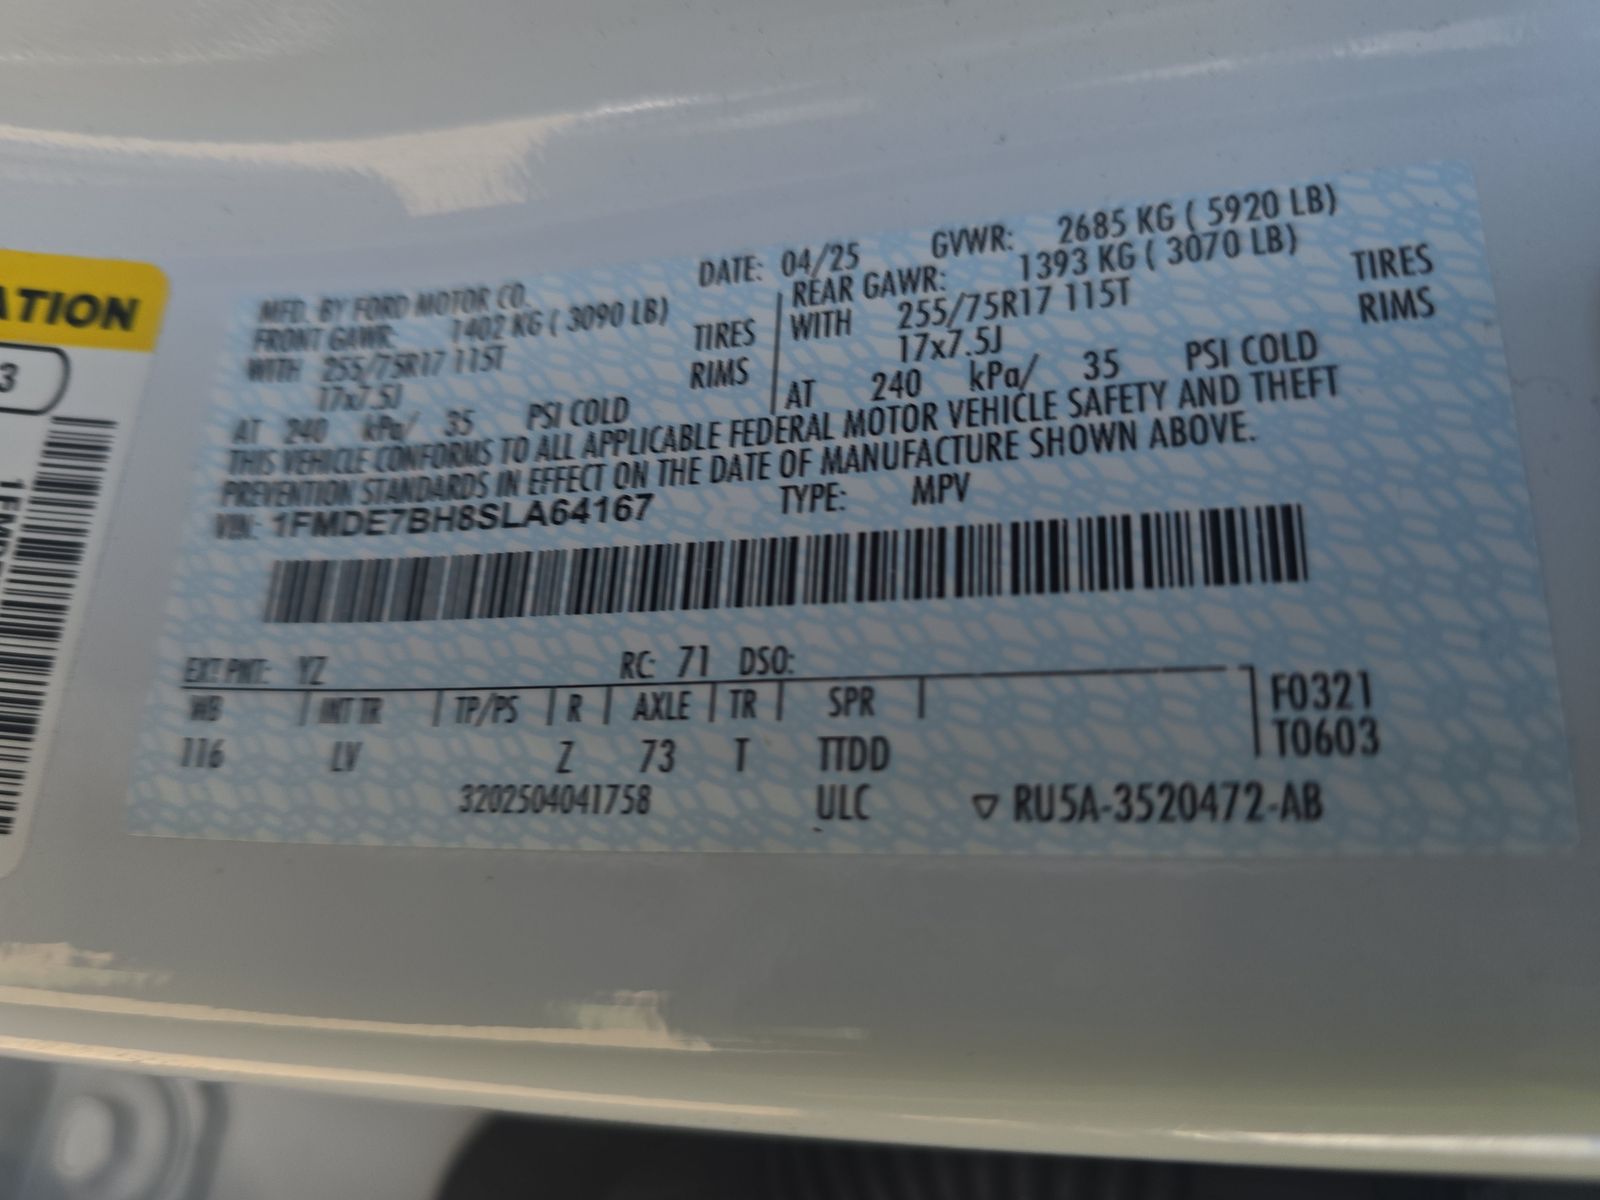 ATION
3
MFD. BY FORD MOTOR CO.
DATE: 04/25 GVWR: 2685 KG ( 5920 LB)
FRONT GAWR: 1402 KG ( 3090 LB)
WITH 255/75R17 115T TIRES
17x7.5J RIMS
AT 240 kPa/ 35 PSI COLD
REAR GAWR: 1393 KG ( 3070 LB)
WITH 255/75R17 115T TIRES
17x7.5J RIMS
AT 240 kPa/ 35 PSI COLD
THIS VEHICLE CONFORMS TO ALL APPLICABLE FEDERAL MOTOR VEHICLE SAFETY AND THEFT
PREVENTION STANDARDS IN EFFECT ON THE DATE OF MANUFACTURE SHOWN ABOVE.
VIN: 1FMDE7BH8SLA64167 TYPE: MPV
EXT PNT: YZ RC: 71 DSO:
WB | INT TR | TP/PS | R | AXLE | TR | SPR |
116 LV Z 73 T TTDD
F0321
T0603
3202504041758 ULC ▽ RU5A-3520472-AB